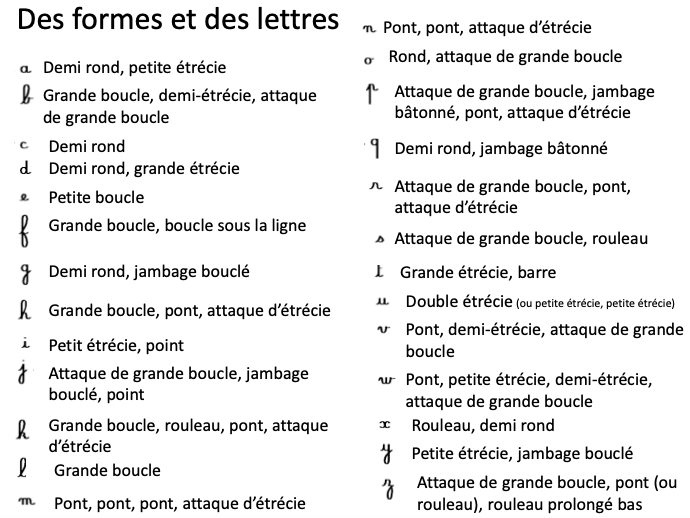 Des formes et des lettres
a Demi rond, petite étrécie
b Grande boucle, demi-étrécie, attaque
de grande boucle
c Demi rond
d Demi rond, grande étrécie
e Petite boucle
f Grande boucle, boucle sous la ligne
g Demi rond, jambage bouclé
h Grande boucle, pont, attaque d’étrécie
i Petit étrécie, point
j Attaque de grande boucle, jambage
bouclé, point
k Grande boucle, rouleau, pont, attaque
d’étrécie
l Grande boucle
m Pont, pont, pont, attaque d’étrécie
n Pont, pont, attaque d’étrécie
o Rond, attaque de grande boucle
p Attaque de grande boucle, jambage
bâtonné, pont, attaque d’étrécie
q Demi rond, jambage bâtonné
r Attaque de grande boucle, pont,
attaque d’étrécie
s Attaque de grande boucle, rouleau
t Grande étrécie, barre
u Double étrécie (ou petite étrécie, petite étrécie)
v Pont, demi-étrécie, attaque de grande
boucle
w Pont, petite étrécie, demi-étrécie,
attaque de grande boucle
x Rouleau, demi rond
y Petite étrécie, jambage bouclé
z Attaque de grande boucle, pont (ou
rouleau), rouleau prolongé bas